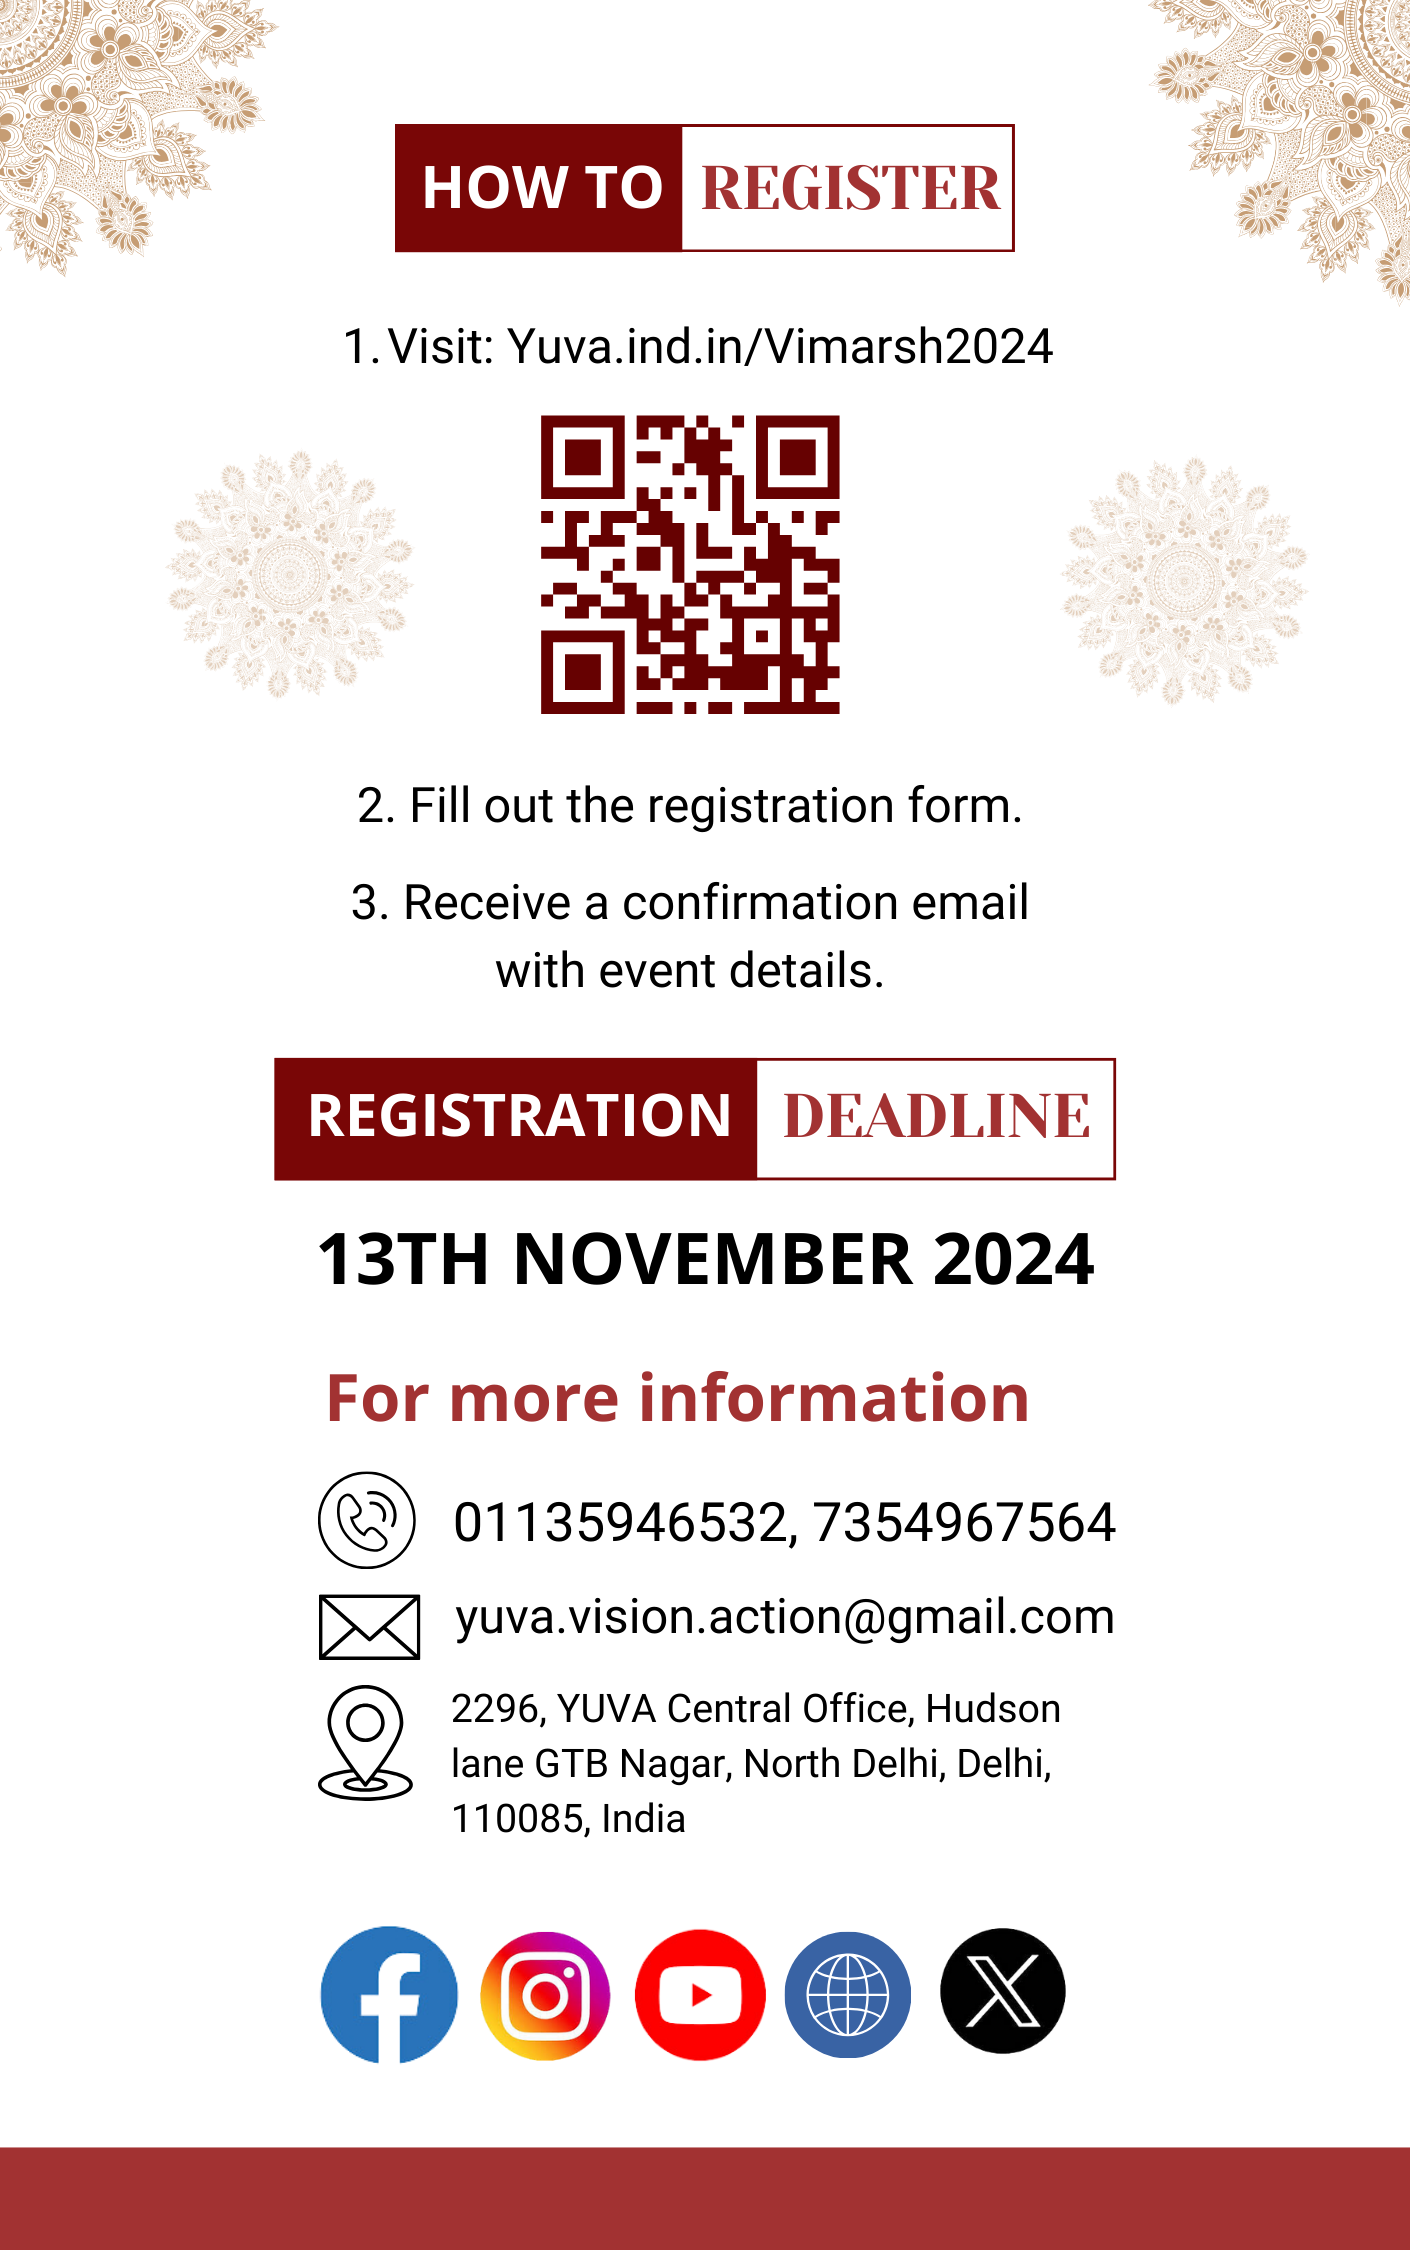 HOW TO REGISTER
1. Visit: Yuva.ind.in/Vimarsh2024
2. Fill out the registration form.
3. Receive a confirmation email
with event details.
REGISTRATION DEADLINE
13TH NOVEMBER 2024
For more information
01135946532, 7354967564
yuva.vision.action@gmail.com
2296, YUVA Central Office, Hudson
lane GTB Nagar, North Delhi, Delhi,
110085, India